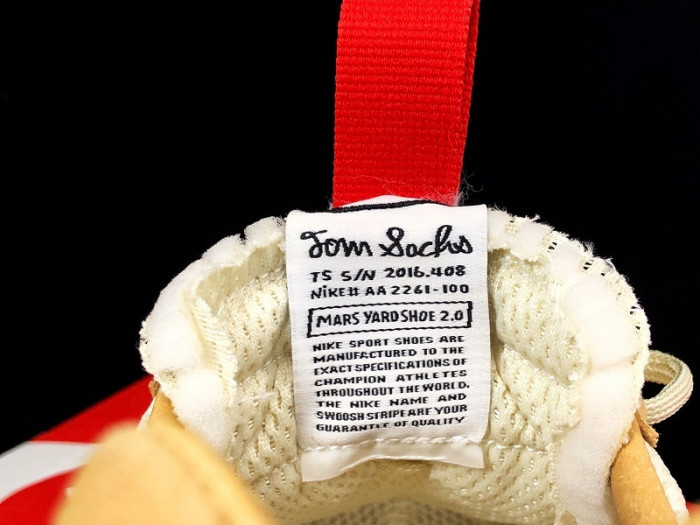 Tom Sachs
TS S/N 2016.408
NIKE# AA2261-100
MARS YARD SHOE 2.0
NIKE SPORT SHOES ARE
MANUFACTURED TO THE
EXACT SPECIFICATIONS OF
CHAMPION ATHLETES
THROUGHOUT THE WORLD.
THE NIKE NAME AND
SWOOSH STRIPE ARE YOUR
GUARANTEE OF QUALITY